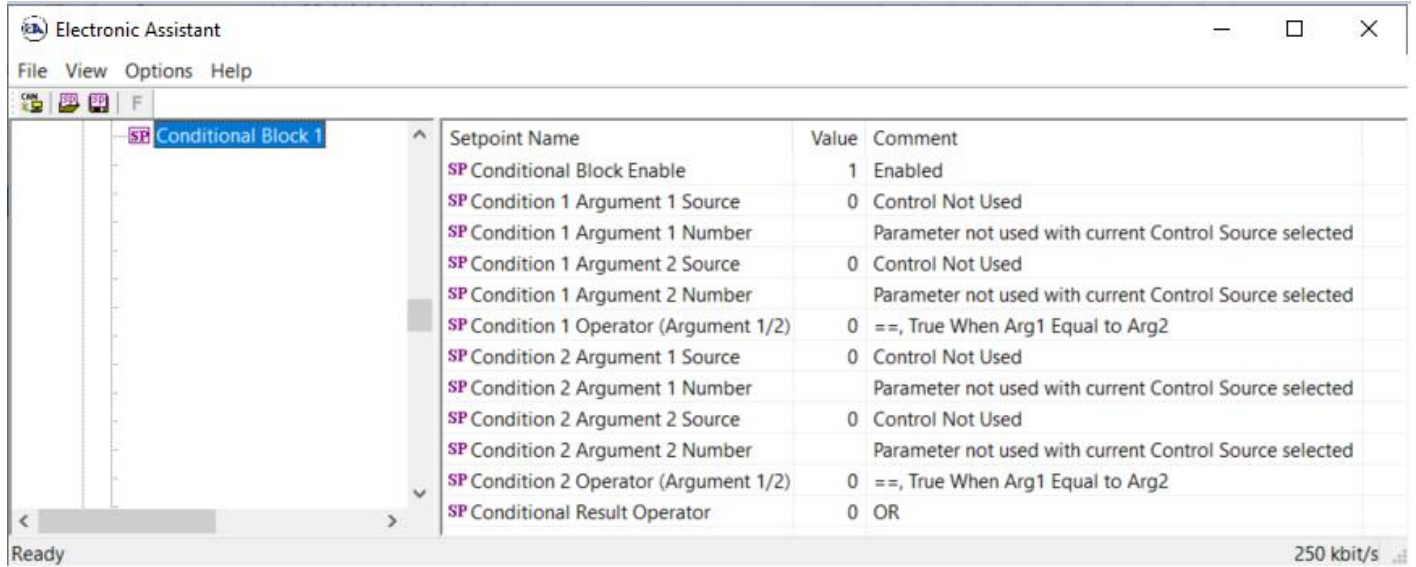 Electronic Assistant
File View Options Help
CAN SP SP F
SP Conditional Block 1
Setpoint Name Value Comment
SP Conditional Block Enable 1 Enabled
SP Condition 1 Argument 1 Source 0 Control Not Used
SP Condition 1 Argument 1 Number Parameter not used with current Control Source selected
SP Condition 1 Argument 2 Source 0 Control Not Used
SP Condition 1 Argument 2 Number Parameter not used with current Control Source selected
SP Condition 1 Operator (Argument 1/2) 0 ==, True When Arg1 Equal to Arg2
SP Condition 2 Argument 1 Source 0 Control Not Used
SP Condition 2 Argument 1 Number Parameter not used with current Control Source selected
SP Condition 2 Argument 2 Source 0 Control Not Used
SP Condition 2 Argument 2 Number Parameter not used with current Control Source selected
SP Condition 2 Operator (Argument 1/2) 0 ==, True When Arg1 Equal to Arg2
SP Conditional Result Operator 0 OR
Ready 250 kbit/s